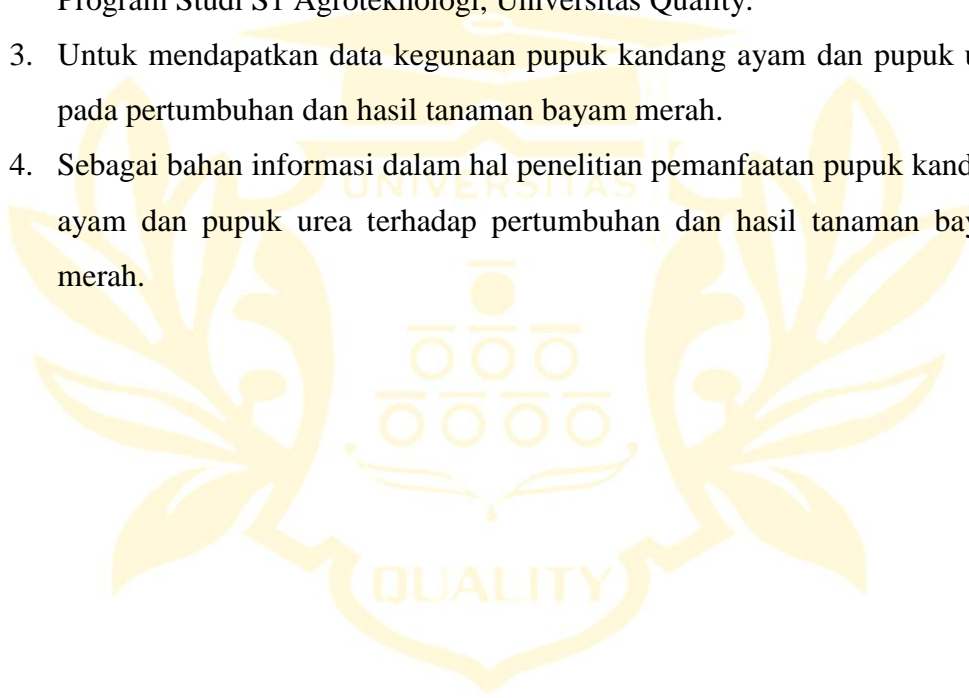 Program Studi S1 Agroteknologi, Universitas Quality.
3. Untuk mendapatkan data kegunaan pupuk kandang ayam dan pupuk
pada pertumbuhan dan hasil tanaman bayam merah.
4. Sebagai bahan informasi dalam hal penelitian pemanfaatan pupuk
ayam dan pupuk urea terhadap pertumbuhan dan hasil tanaman
merah.
UNIVERSITAS
QUALITY